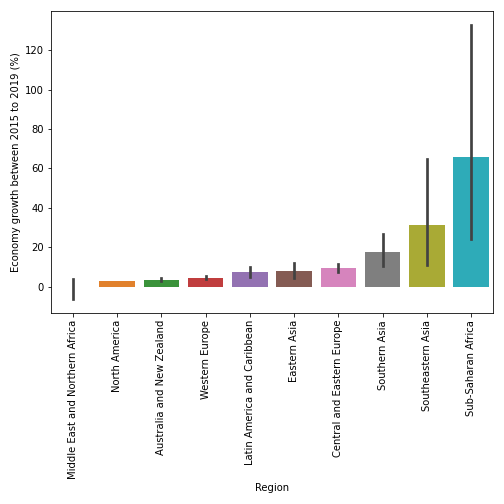 Economy growth between 2015 to 2019 (%)
120
100
80
60
40
20
0
Middle East and Northern Africa
North America
Australia and New Zealand
Western Europe
Latin America and Caribbean
Eastern Asia
Central and Eastern Europe
Southern Asia
Southeastern Asia
Sub-Saharan Africa
Region